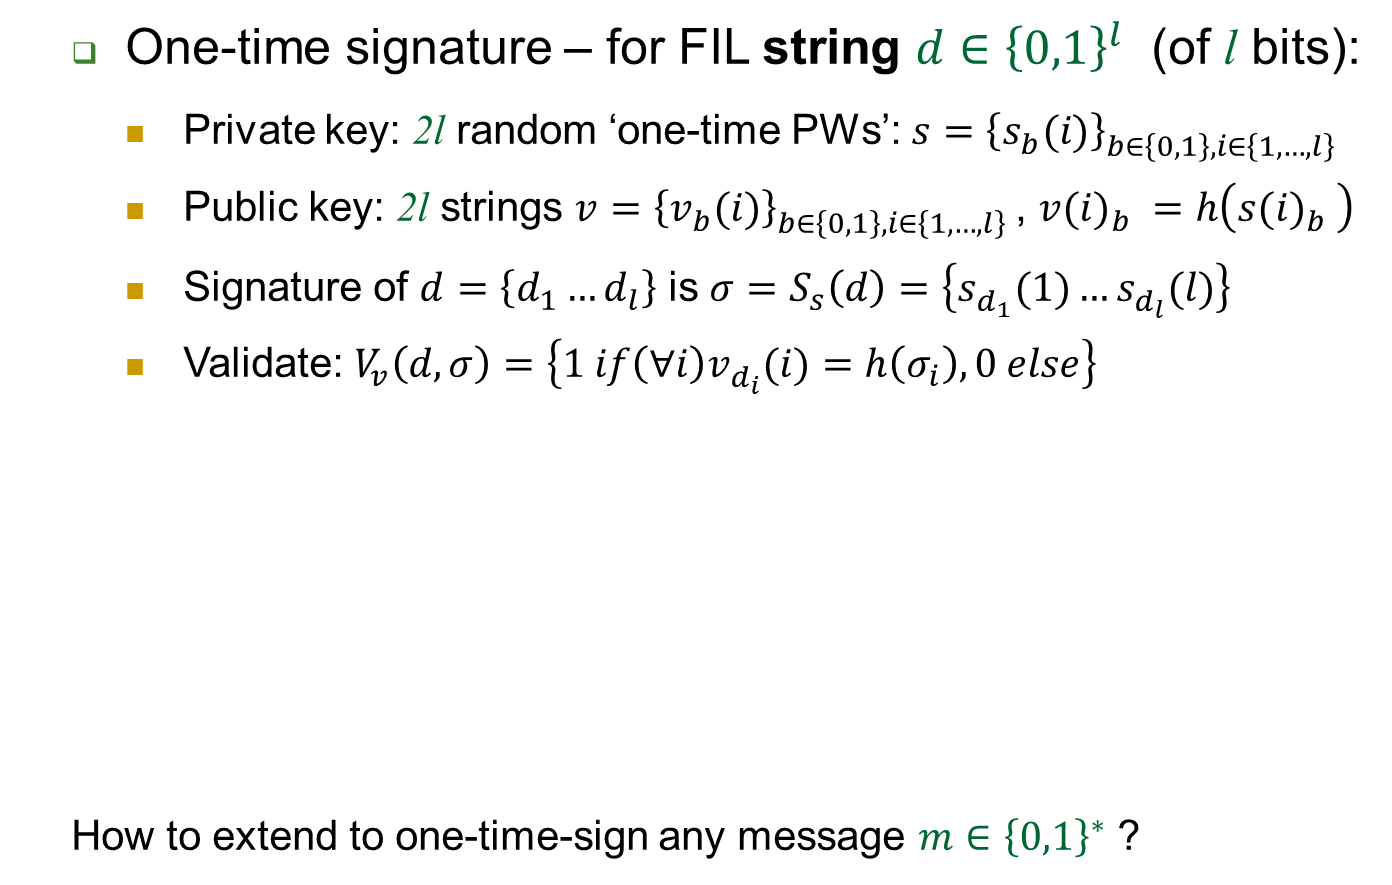 One-time signature – for FIL string d ∈ {0,1}^l (of l bits):
Private key: 2l random ‘one-time PWs’: s = {s_b(i)}_{b∈{0,1},i∈{1,…,l}}
Public key: 2l strings v = {v_b(i)}_{b∈{0,1},i∈{1,…,l}} , v(i)_b = h(s(i)_b )
Signature of d = {d_1 … d_l} is σ = S_s(d) = {s_{d_1}(1) … s_{d_l}(l)}
Validate: V_v(d, σ) = {1 if(∀i)v_{d_i}(i) = h(σ_i), 0 else}
How to extend to one-time-sign any message m ∈ {0,1}^* ?